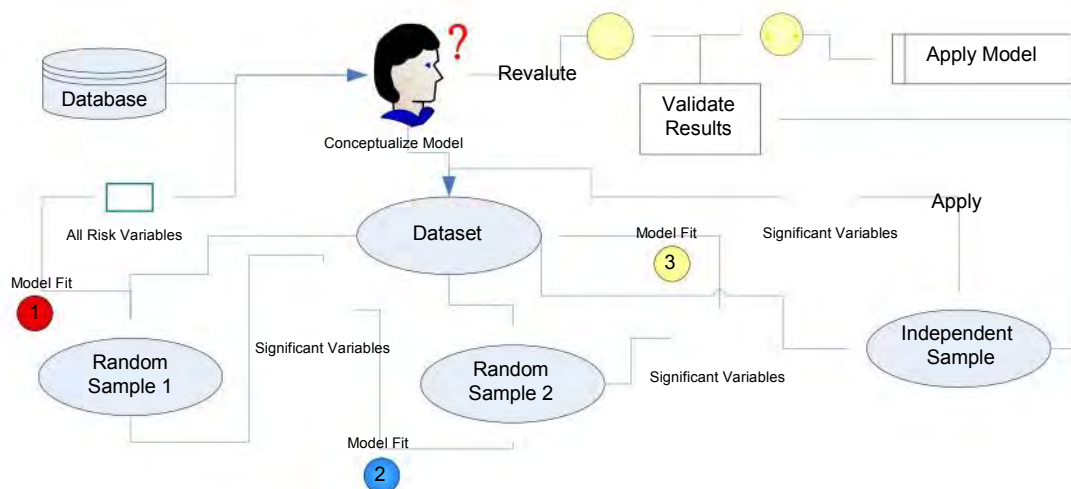 ?
Database
Revalute
Apply Model
Validate
Results
Conceptualize Model
All Risk Variables
Dataset
Model Fit
3
Significant Variables
Apply
Model Fit
1
Random
Sample 1
Significant Variables
Random
Sample 2
Significant Variables
Independent
Sample
Model Fit
2